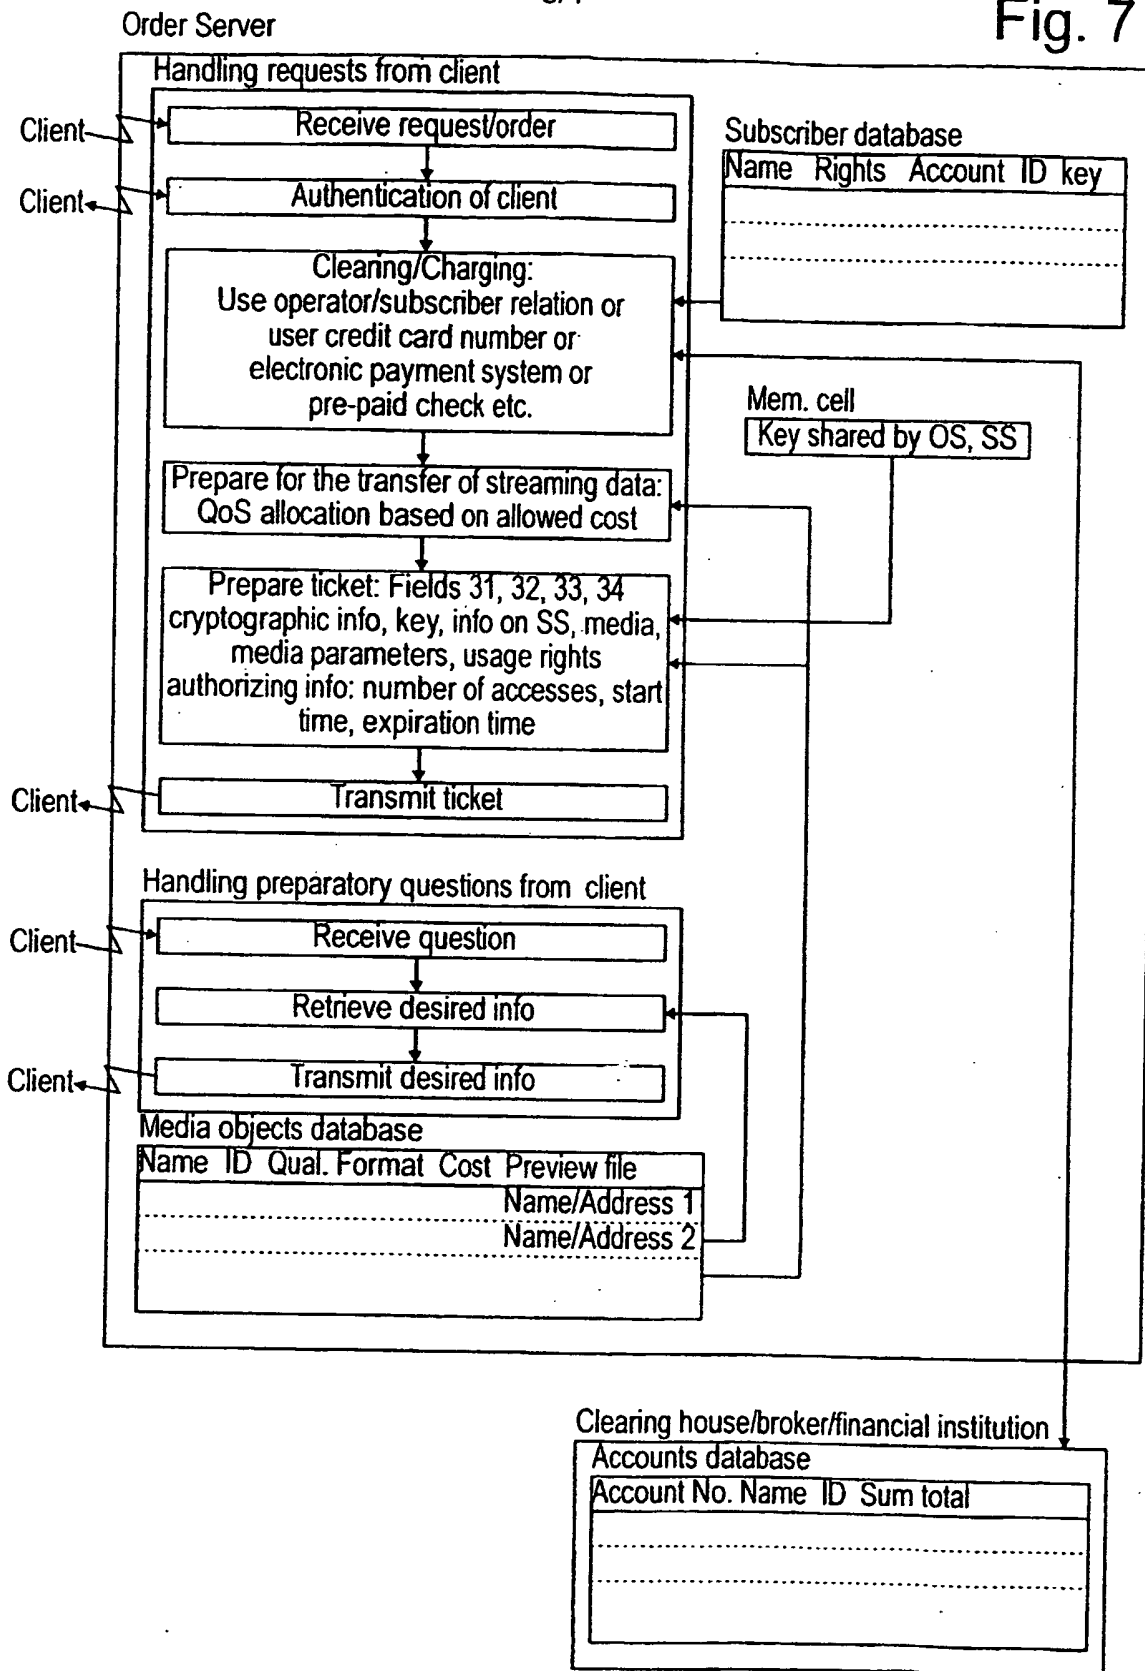 Fig. 7
Order Server
Handling requests from client
Client
Receive request/order
Client
Authentication of client
Clearing/Charging:
Use operator/subscriber relation or
user credit card number or
electronic payment system or
pre-paid check etc.
Subscriber database
Name Rights Account ID key
Mem. cell
Key shared by OS, SS
Prepare for the transfer of streaming data:
QoS allocation based on allowed cost
Prepare ticket: Fields 31, 32, 33, 34
cryptographic info, key, info on SS, media,
media parameters, usage rights
authorizing info: number of accesses, start
time, expiration time
Client
Transmit ticket
Handling preparatory questions from client
Client
Receive question
Retrieve desired info
Client
Transmit desired info
Media objects database
Name ID Qual. Format Cost Preview file
Name/Address 1
Name/Address 2
Clearing house/broker/financial institution
Accounts database
Account No. Name ID Sum total